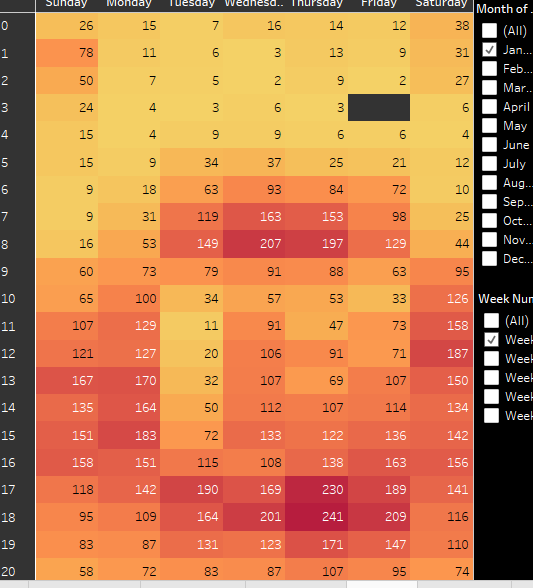 Sunday Monday Tuesday Wednesd.. Thursday Friday Saturday
0 26 15 7 16 14 12 38
1 78 11 6 3 13 9 31
2 50 7 5 2 9 2 27
3 24 4 3 6 3 6
4 15 4 9 9 6 6 4
5 15 9 34 37 25 21 12
6 9 18 63 93 84 72 10
7 9 31 119 163 153 98 25
8 16 53 149 207 197 129 44
9 60 73 79 91 88 63 95
10 65 100 34 57 53 33 126
11 107 129 11 91 47 73 158
12 121 127 20 106 91 71 187
13 167 170 32 107 69 107 150
14 135 164 50 112 107 114 134
15 151 183 72 133 122 136 142
16 158 151 115 108 138 163 156
17 118 142 190 169 230 189 141
18 95 109 164 201 241 209 116
19 83 87 131 123 171 147 110
20 58 72 83 87 107 95 74
Month of ..
(All)
Jan...
Feb...
Mar...
April
May
June
July
Aug...
Sep...
Oct...
Nov...
Dec...
Week Num
(All)
Week
Week
Week
Week
Week